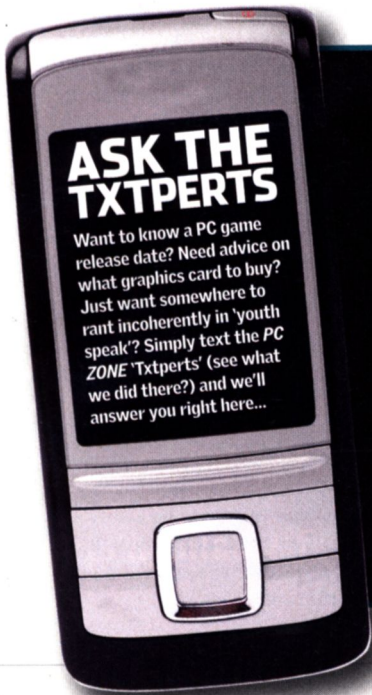 ASK THE
TXTPERTS
Want to know a PC game
release date? Need advice on
what graphics card to buy?
Just want somewhere to
rant incoherently in 'youth
speak'? Simply text the PC
ZONE 'Txtperts' (see what
we did there?) and we'll
answer you right here...